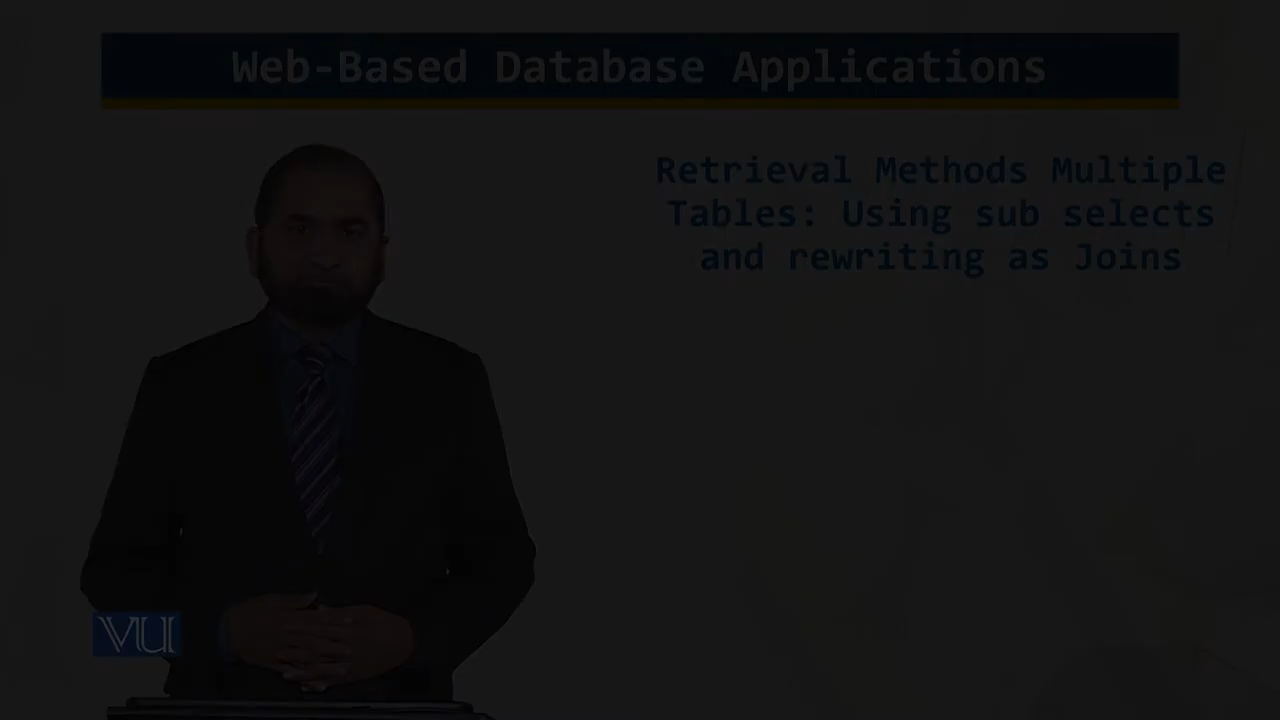 Web-Based Database Applications
Retrieval Methods Multiple
Tables: Using sub selects
and rewriting as Joins
VU